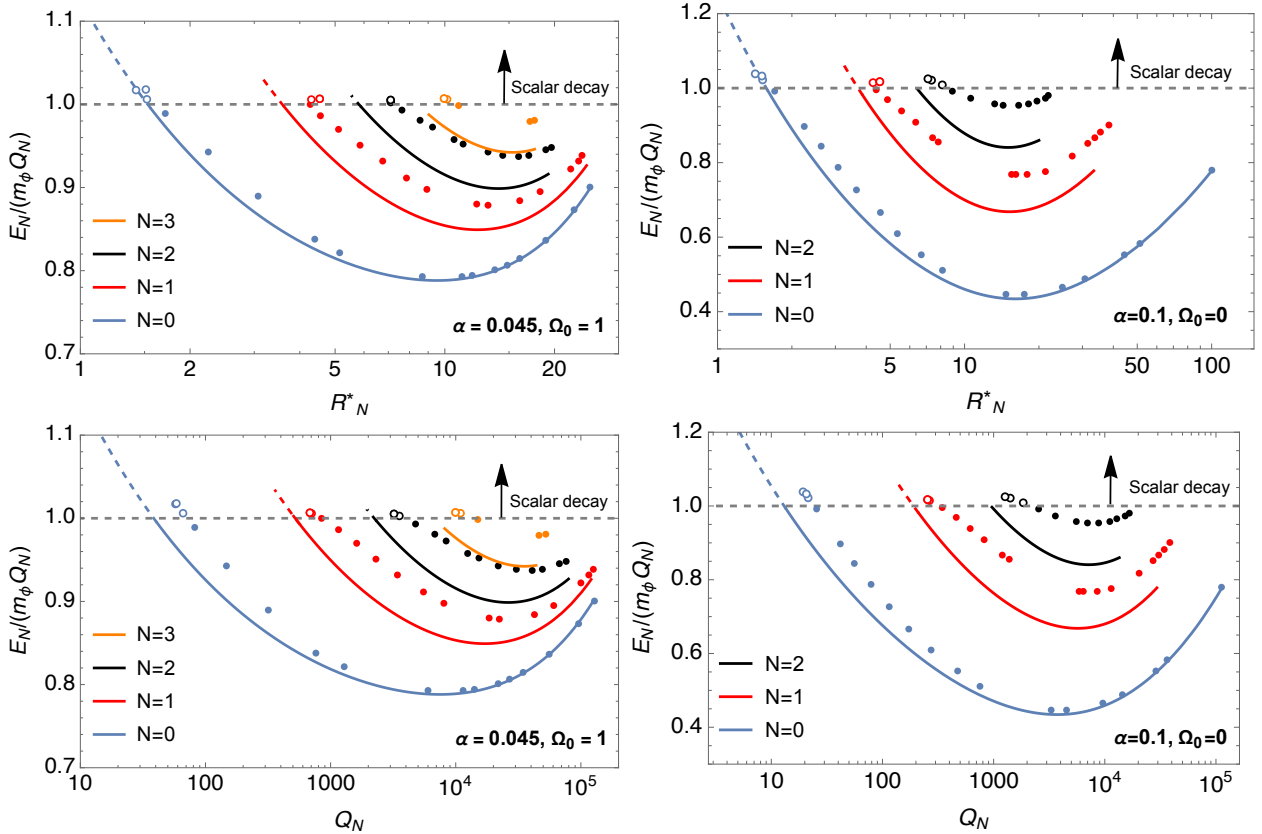 1.1
1.0
0.9
0.8
0.7
E_N/(m_ϕ Q_N)
Scalar decay
N=3
N=2
N=1
N=0
α = 0.045, Ω₀ = 1
1 2 5 10 20
R*_N
1.2
1.0
0.8
0.6
0.4
E_N/(m_ϕ Q_N)
Scalar decay
N=2
N=1
N=0
α=0.1, Ω₀=0
1 5 10 50 100
R*_N
1.1
1.0
0.9
0.8
0.7
E_N/(m_ϕ Q_N)
Scalar decay
N=3
N=2
N=1
N=0
α = 0.045, Ω₀ = 1
10 100 1000 10⁴ 10⁵
Q_N
1.2
1.0
0.8
0.6
0.4
E_N/(m_ϕ Q_N)
Scalar decay
N=2
N=1
N=0
α=0.1, Ω₀=0
10 100 1000 10⁴ 10⁵
Q_N